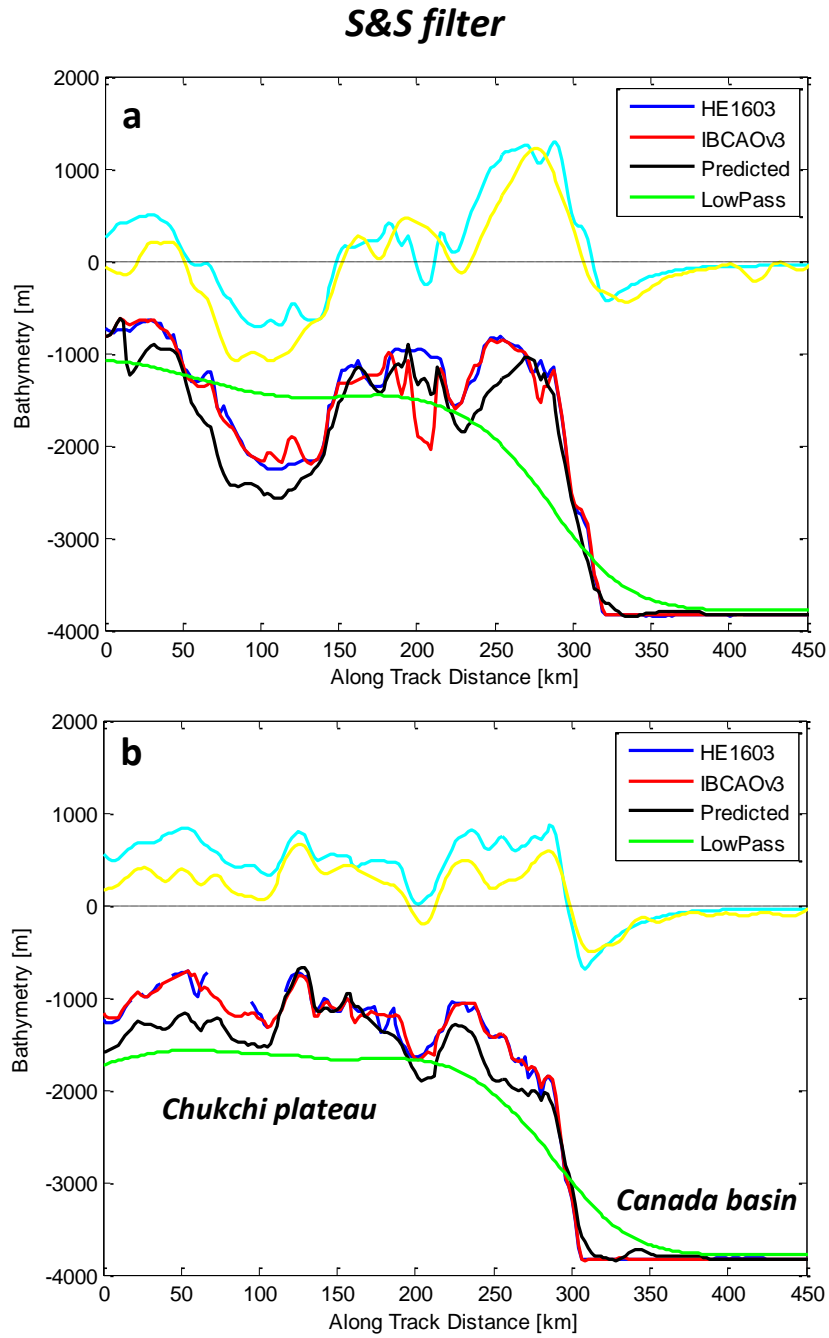 S&S filter
a
2000
1000
0
-1000
-2000
-3000
-4000
Bathymetry [m]
HE1603
IBCAOv3
Predicted
LowPass
0 50 100 150 200 250 300 350 400 450
Along Track Distance [km]
b
2000
1000
0
-1000
-2000
-3000
-4000
Bathymetry [m]
HE1603
IBCAOv3
Predicted
LowPass
Chukchi plateau
Canada basin
0 50 100 150 200 250 300 350 400 450
Along Track Distance [km]